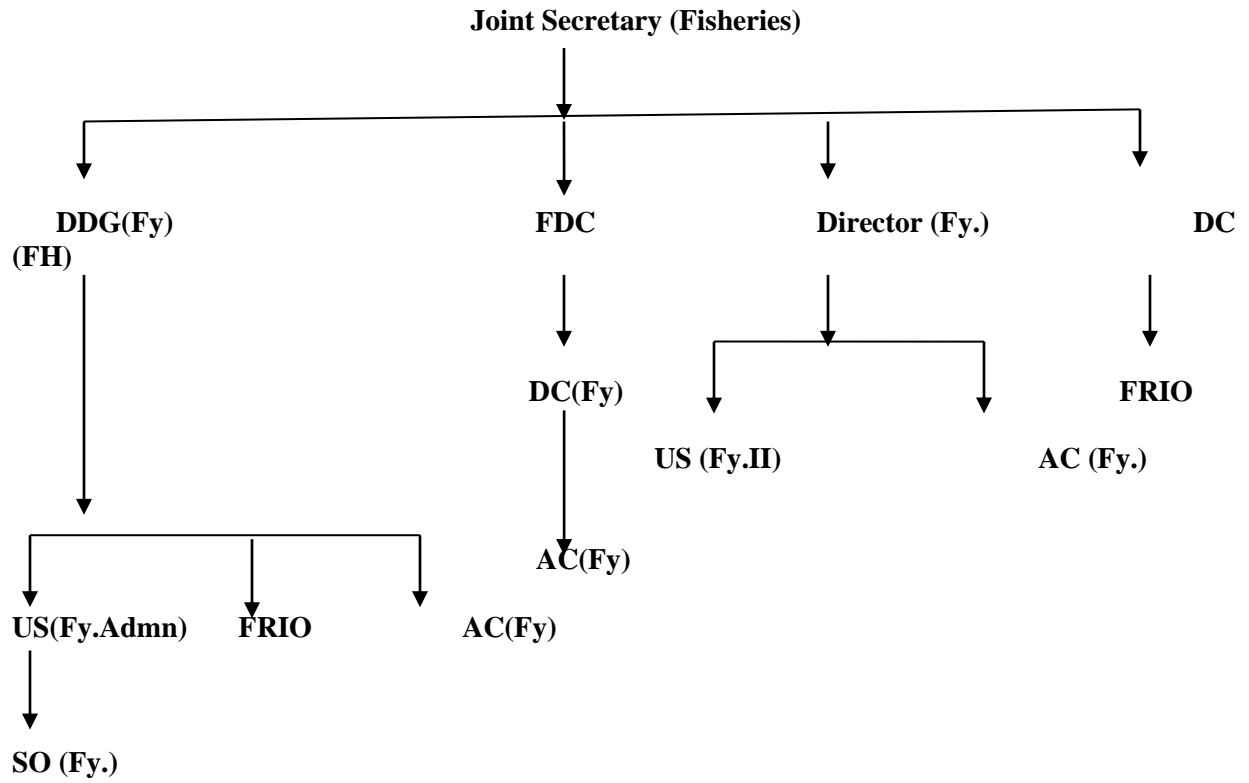 Joint Secretary (Fisheries)
DDG(Fy) FDC Director (Fy.) DC
(FH)
DC(Fy) FRIO
US (Fy.II) AC (Fy.)
AC(Fy)
US(Fy.Admn) FRIO AC(Fy)
SO (Fy.)